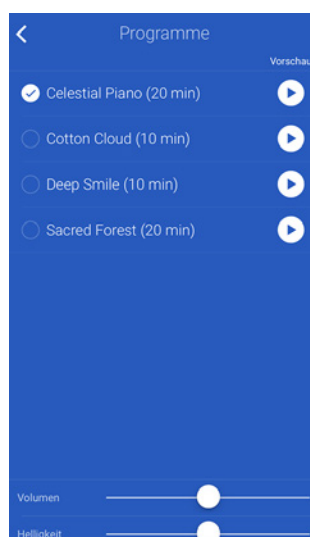 Programme
Vorschau
Celestial Piano (20 min)
Cotton Cloud (10 min)
Deep Smile (10 min)
Sacred Forest (20 min)
Volumen
Helligkeit